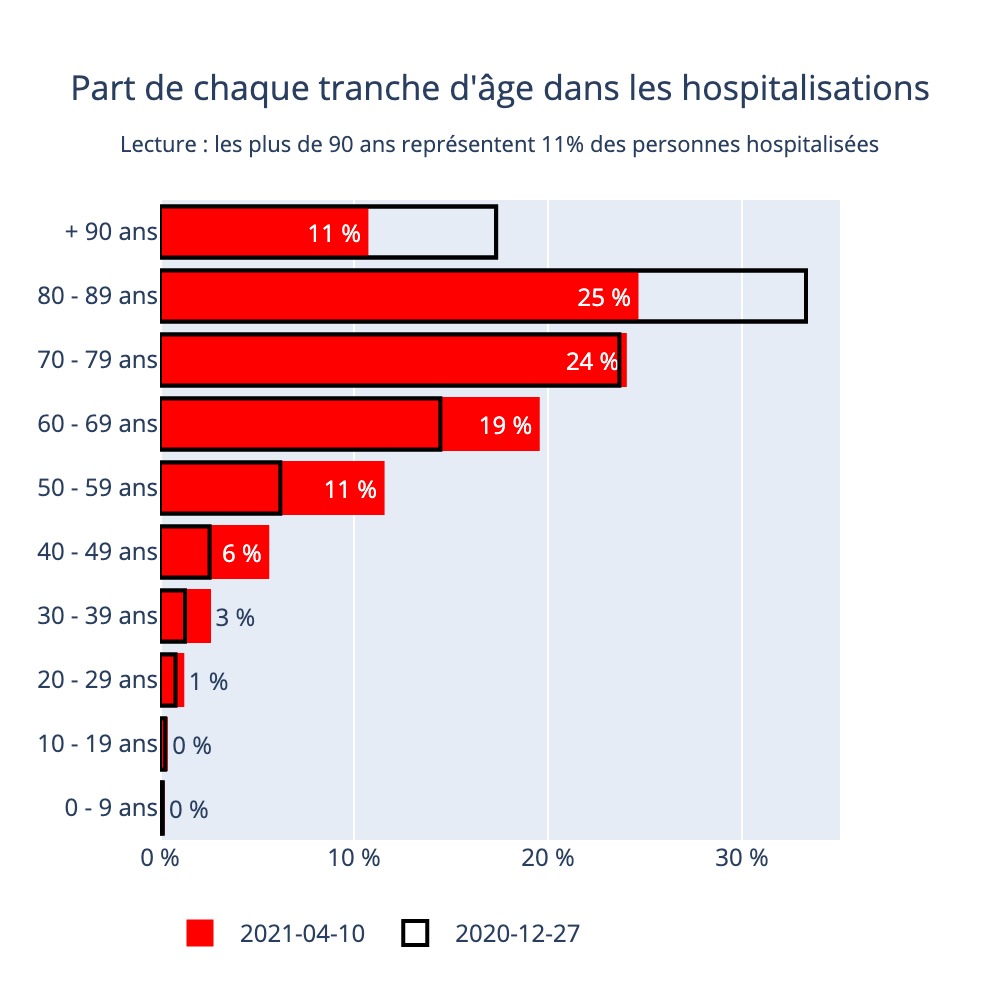 Part de chaque tranche d'âge dans les hospitalisations
Lecture : les plus de 90 ans représentent 11% des personnes hospitalisées
+ 90 ans 11 %
80 - 89 ans 25 %
70 - 79 ans 24 %
60 - 69 ans 19 %
50 - 59 ans 11 %
40 - 49 ans 6 %
30 - 39 ans 3 %
20 - 29 ans 1 %
10 - 19 ans 0 %
0 - 9 ans 0 %
0 % 10 % 20 % 30 %
2021-04-10 2020-12-27